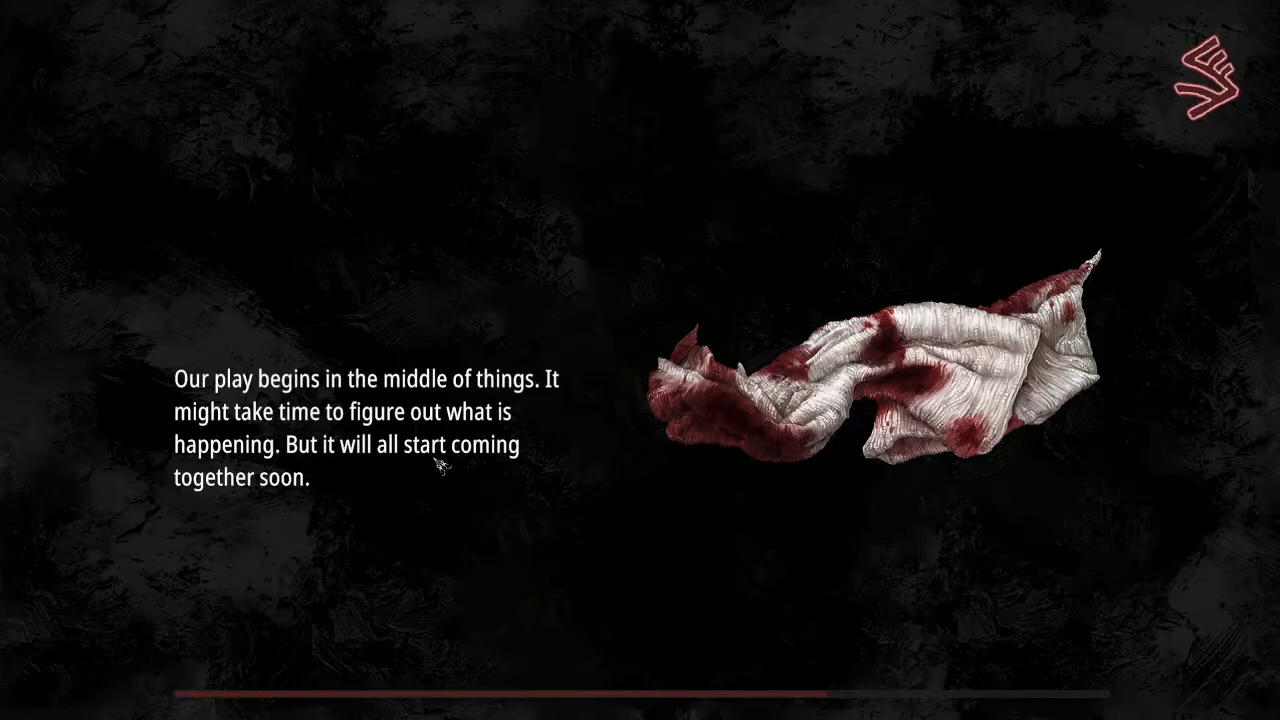 Our play begins in the middle of things. It
might take time to figure out what is
happening. But it will all start coming
together soon.